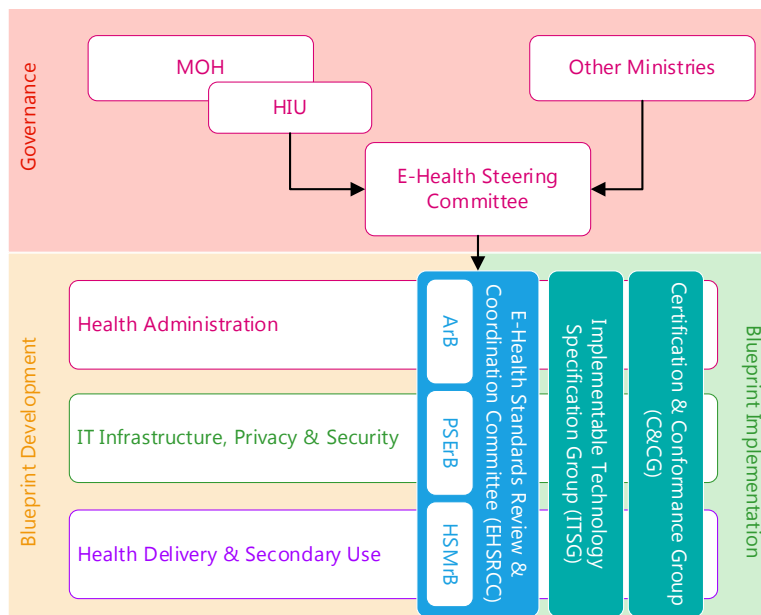 Governance
MOH
HIU
Other Ministries
E-Health Steering
Committee
Blueprint Development
Health Administration
IT Infrastructure, Privacy & Security
Health Delivery & Secondary Use
ArB
PSErB
HSMrB
E-Health Standards Review &
Coordination Committee (EHSRCC)
Implementable Technology
Specification Group (ITSG)
Certification & Conformance Group
(C&CG)
Blueprint Implementation